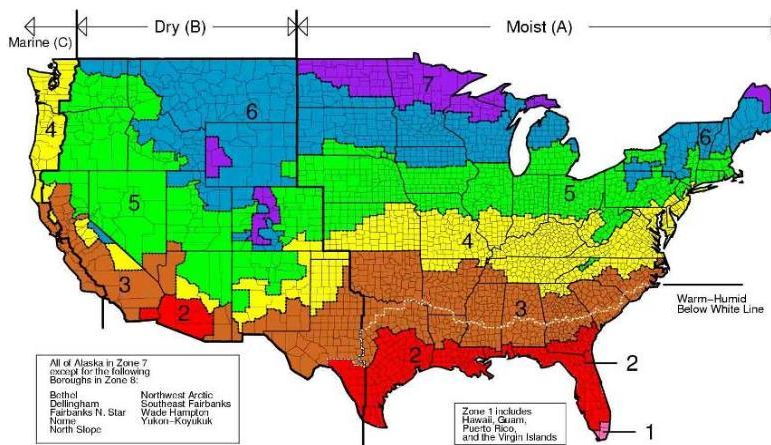 Marine (C)
Dry (B)
Moist (A)
7
6
6
4
5
5
4
3
3
2
2
Warm-Humid
Below White Line
2
1
All of Alaska in Zone 7
except for the following
Boroughs in Zone 8:
Bethel
Dellingham
Fairbanks N. Star
Nome
North Slope
Northwest Arctic
Southeast Fairbanks
Wade Hampton
Yukon-Koyukuk
Zone 1 includes
Hawaii, Guam,
Puerto Rico,
and the Virgin Islands